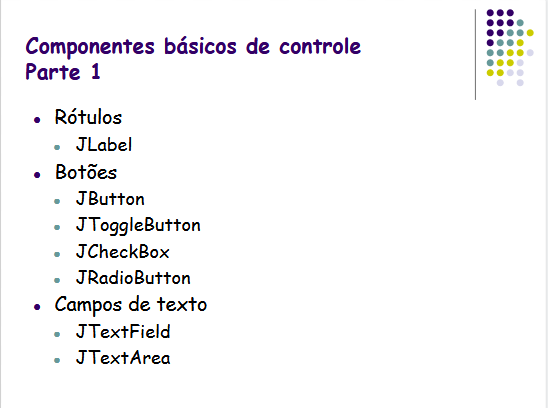 Componentes básicos de controle
Parte 1
Rótulos
JLabel
Botões
JButton
JToggleButton
JCheckBox
JRadioButton
Campos de texto
JTextField
JTextArea